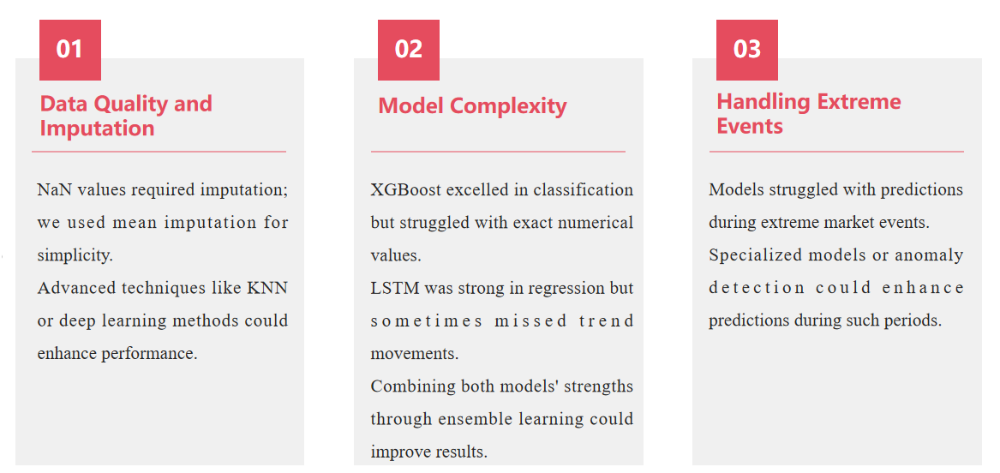 01
Data Quality and
Imputation
NaN values required imputation;
we used mean imputation for
simplicity.
Advanced techniques like KNN
or deep learning methods could
enhance performance.
02
Model Complexity
XGBoost excelled in classification
but struggled with exact numerical
values.
LSTM was strong in regression but
sometimes missed trend
movements.
Combining both models' strengths
through ensemble learning could
improve results.
03
Handling Extreme
Events
Models struggled with predictions
during extreme market events.
Specialized models or anomaly
detection could enhance
predictions during such periods.